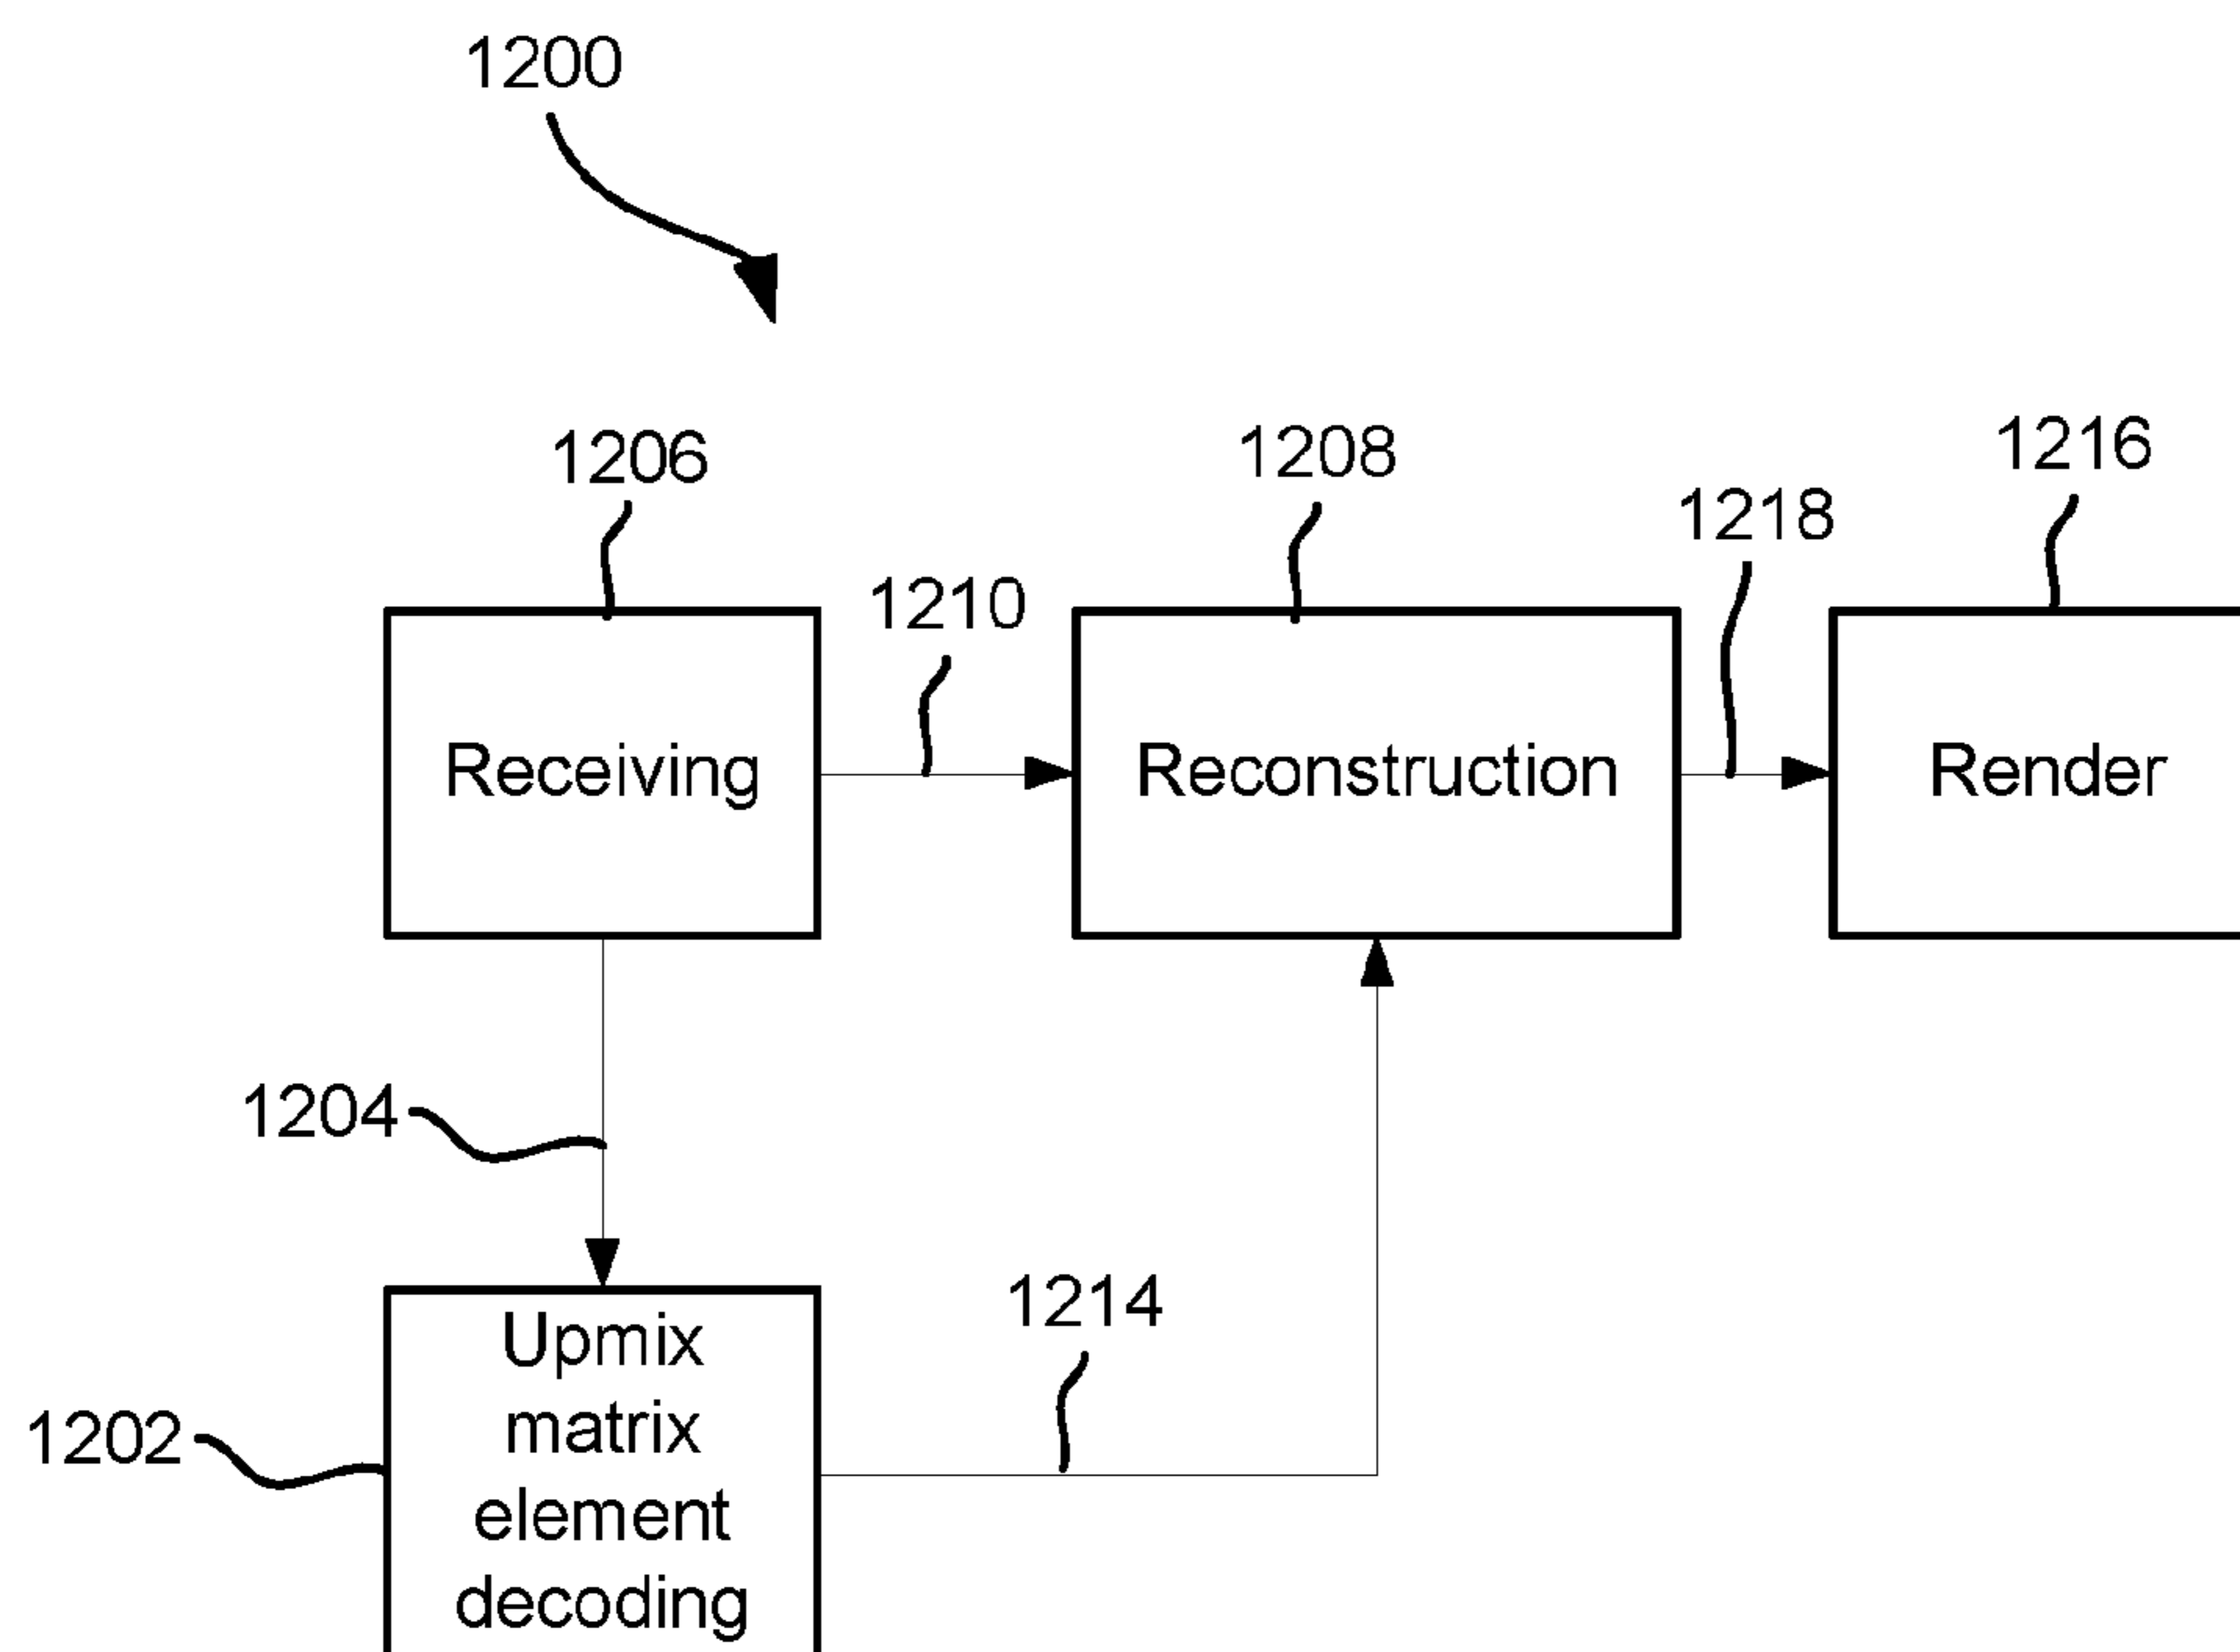 1200
1206
1208
1216
1218
1210
Receiving
Reconstruction
Render
1204
1214
1202
Upmix
matrix
element
decoding